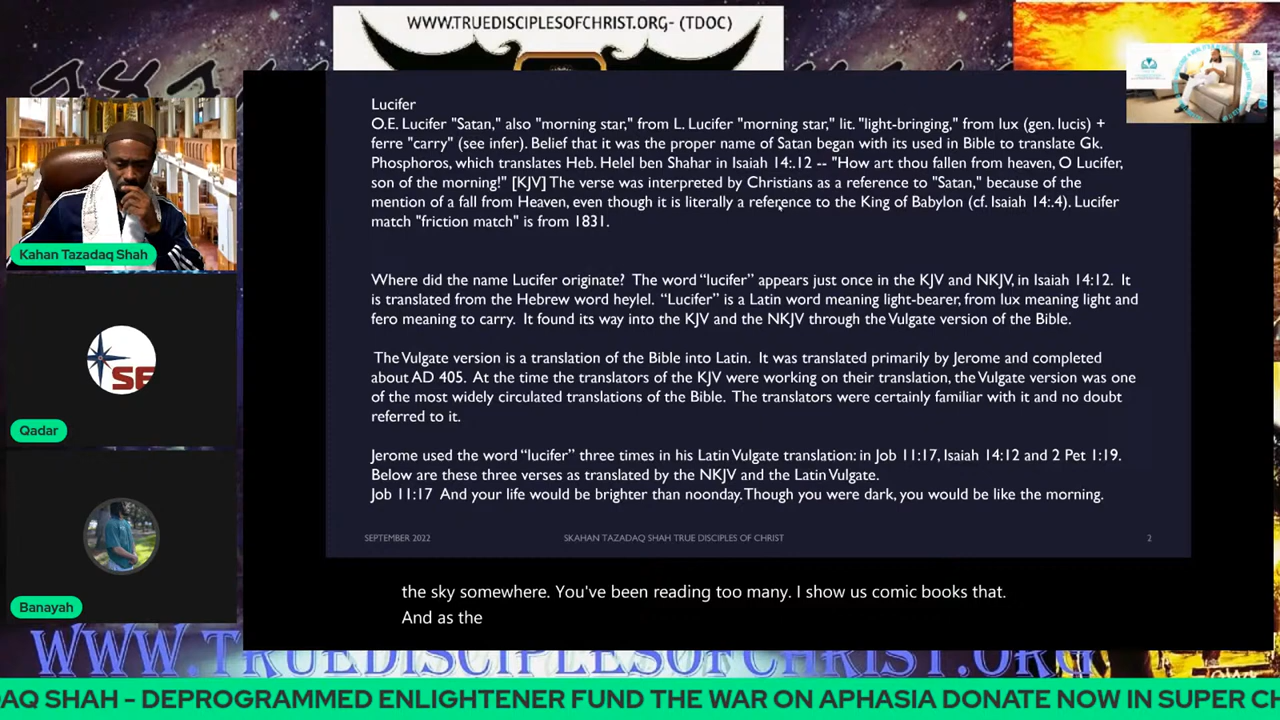 WWW.TRUEDISCIPLESOFCHRIST.ORG- (TDOC)
Lucifer
O.E. Lucifer "Satan," also "morning star," from L. Lucifer "morning star," lit. "light-bringing," from lux (gen. lucis) +
ferre "carry" (see infer). Belief that it was the proper name of Satan began with its used in Bible to translate Gk.
Phosphoros, which translates Heb. Helel ben Shahar in Isaiah 14:.12 -- "How art thou fallen from heaven, O Lucifer,
son of the morning!" [KJV] The verse was interpreted by Christians as a reference to "Satan," because of the
mention of a fall from Heaven, even though it is literally a reference to the King of Babylon (cf. Isaiah 14:.4). Lucifer
match "friction match" is from 1831.
Where did the name Lucifer originate? The word “lucifer” appears just once in the KJV and NKJV, in Isaiah 14:12. It
is translated from the Hebrew word heylel. “Lucifer” is a Latin word meaning light-bearer, from lux meaning light and
fero meaning to carry. It found its way into the KJV and the NKJV through the Vulgate version of the Bible.
The Vulgate version is a translation of the Bible into Latin. It was translated primarily by Jerome and completed
about AD 405. At the time the translators of the KJV were working on their translation, the Vulgate version was one
of the most widely circulated translations of the Bible. The translators were certainly familiar with it and no doubt
referred to it.
Jerome used the word “lucifer” three times in his Latin Vulgate translation: in Job 11:17, Isaiah 14:12 and 2 Pet 1:19.
Below are these three verses as translated by the NKJV and the Latin Vulgate.
Job 11:17 And your life would be brighter than noonday. Though you were dark, you would be like the morning.
SEPTEMBER 2022
SKAHAN TAZADAQ SHAH TRUE DISCIPLES OF CHRIST
2
Kahan Tazadaq Shah
SF
Qadar
Banayah
the sky somewhere. You've been reading too many. I show us comic books that.
And as the
WWW.TRUEDISCIPLESOFCHRIST.ORG
DAQ SHAH - DEPROGRAMMED ENLIGHTENER FUND THE WAR ON APHASIA DONATE NOW IN SUPER CH